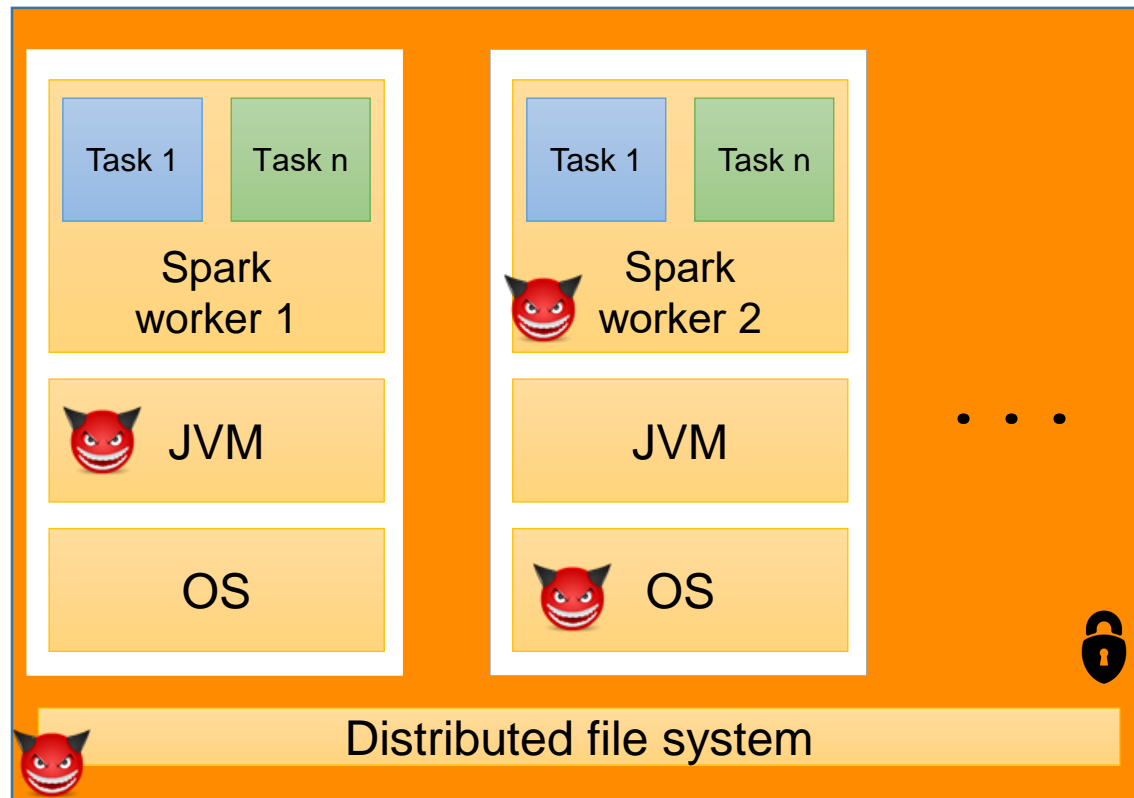 Task 1
Task n
Spark
worker 1
JVM
OS
Task 1
Task n
Spark
worker 2
JVM
OS
. . .
Distributed file system